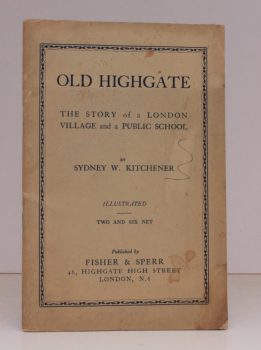 OLD HIGHGATE
THE STORY of a LONDON
VILLAGE and a PUBLIC SCHOOL
BY
SYDNEY W. KITCHENER
ILLUSTRATED
TWO AND SIX NET
Published by
FISHER & SPERR
46, HIGHGATE HIGH STREET
LONDON, N.6